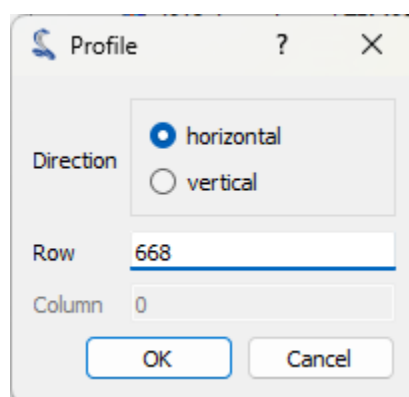 Profile ? ×
Direction
horizontal
vertical
Row 668
Column 0
OK Cancel